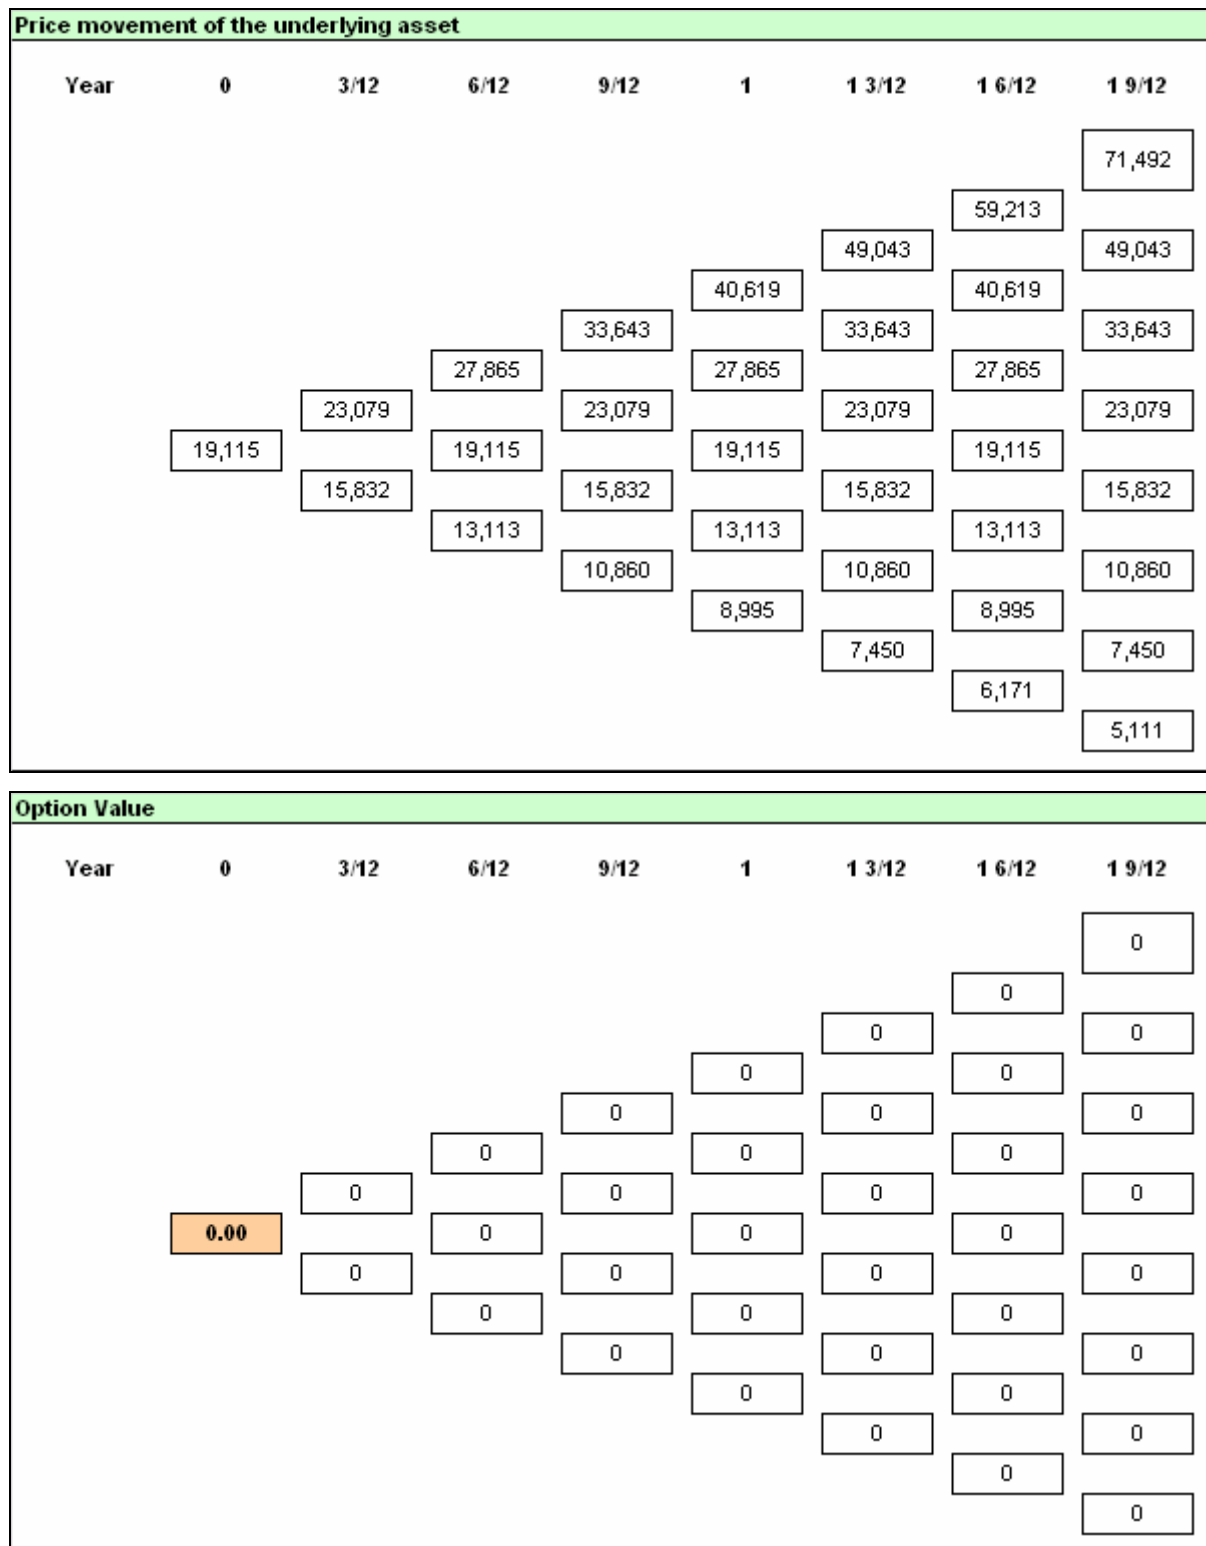 Price movement of the underlying asset
Year 0 3/12 6/12 9/12 1 1 3/12 1 6/12 1 9/12
71,492
59,213
49,043 49,043
40,619 40,619
33,643 33,643 33,643
27,865 27,865 27,865
23,079 23,079 23,079 23,079
19,115 19,115 19,115 19,115
15,832 15,832 15,832 15,832
13,113 13,113 13,113
10,860 10,860 10,860
8,995 8,995
7,450 7,450
6,171
5,111
Option Value
Year 0 3/12 6/12 9/12 1 1 3/12 1 6/12 1 9/12
0
0
0 0
0 0
0 0 0
0 0 0
0 0 0 0
0.00 0 0 0
0 0 0 0
0 0 0
0 0 0
0 0
0 0
0
0